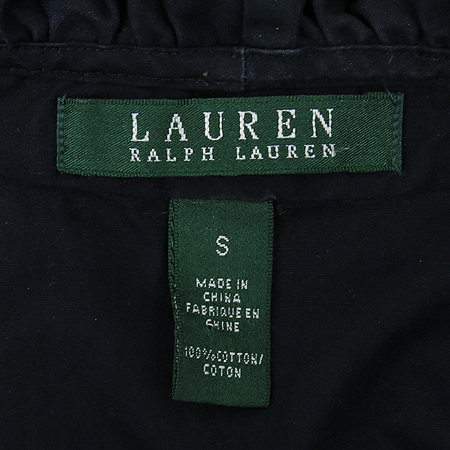 LAUREN
RALPH LAUREN
S
MADE IN
CHINA
FABRIQUE EN
CHINE
100%COTTON/
COTON